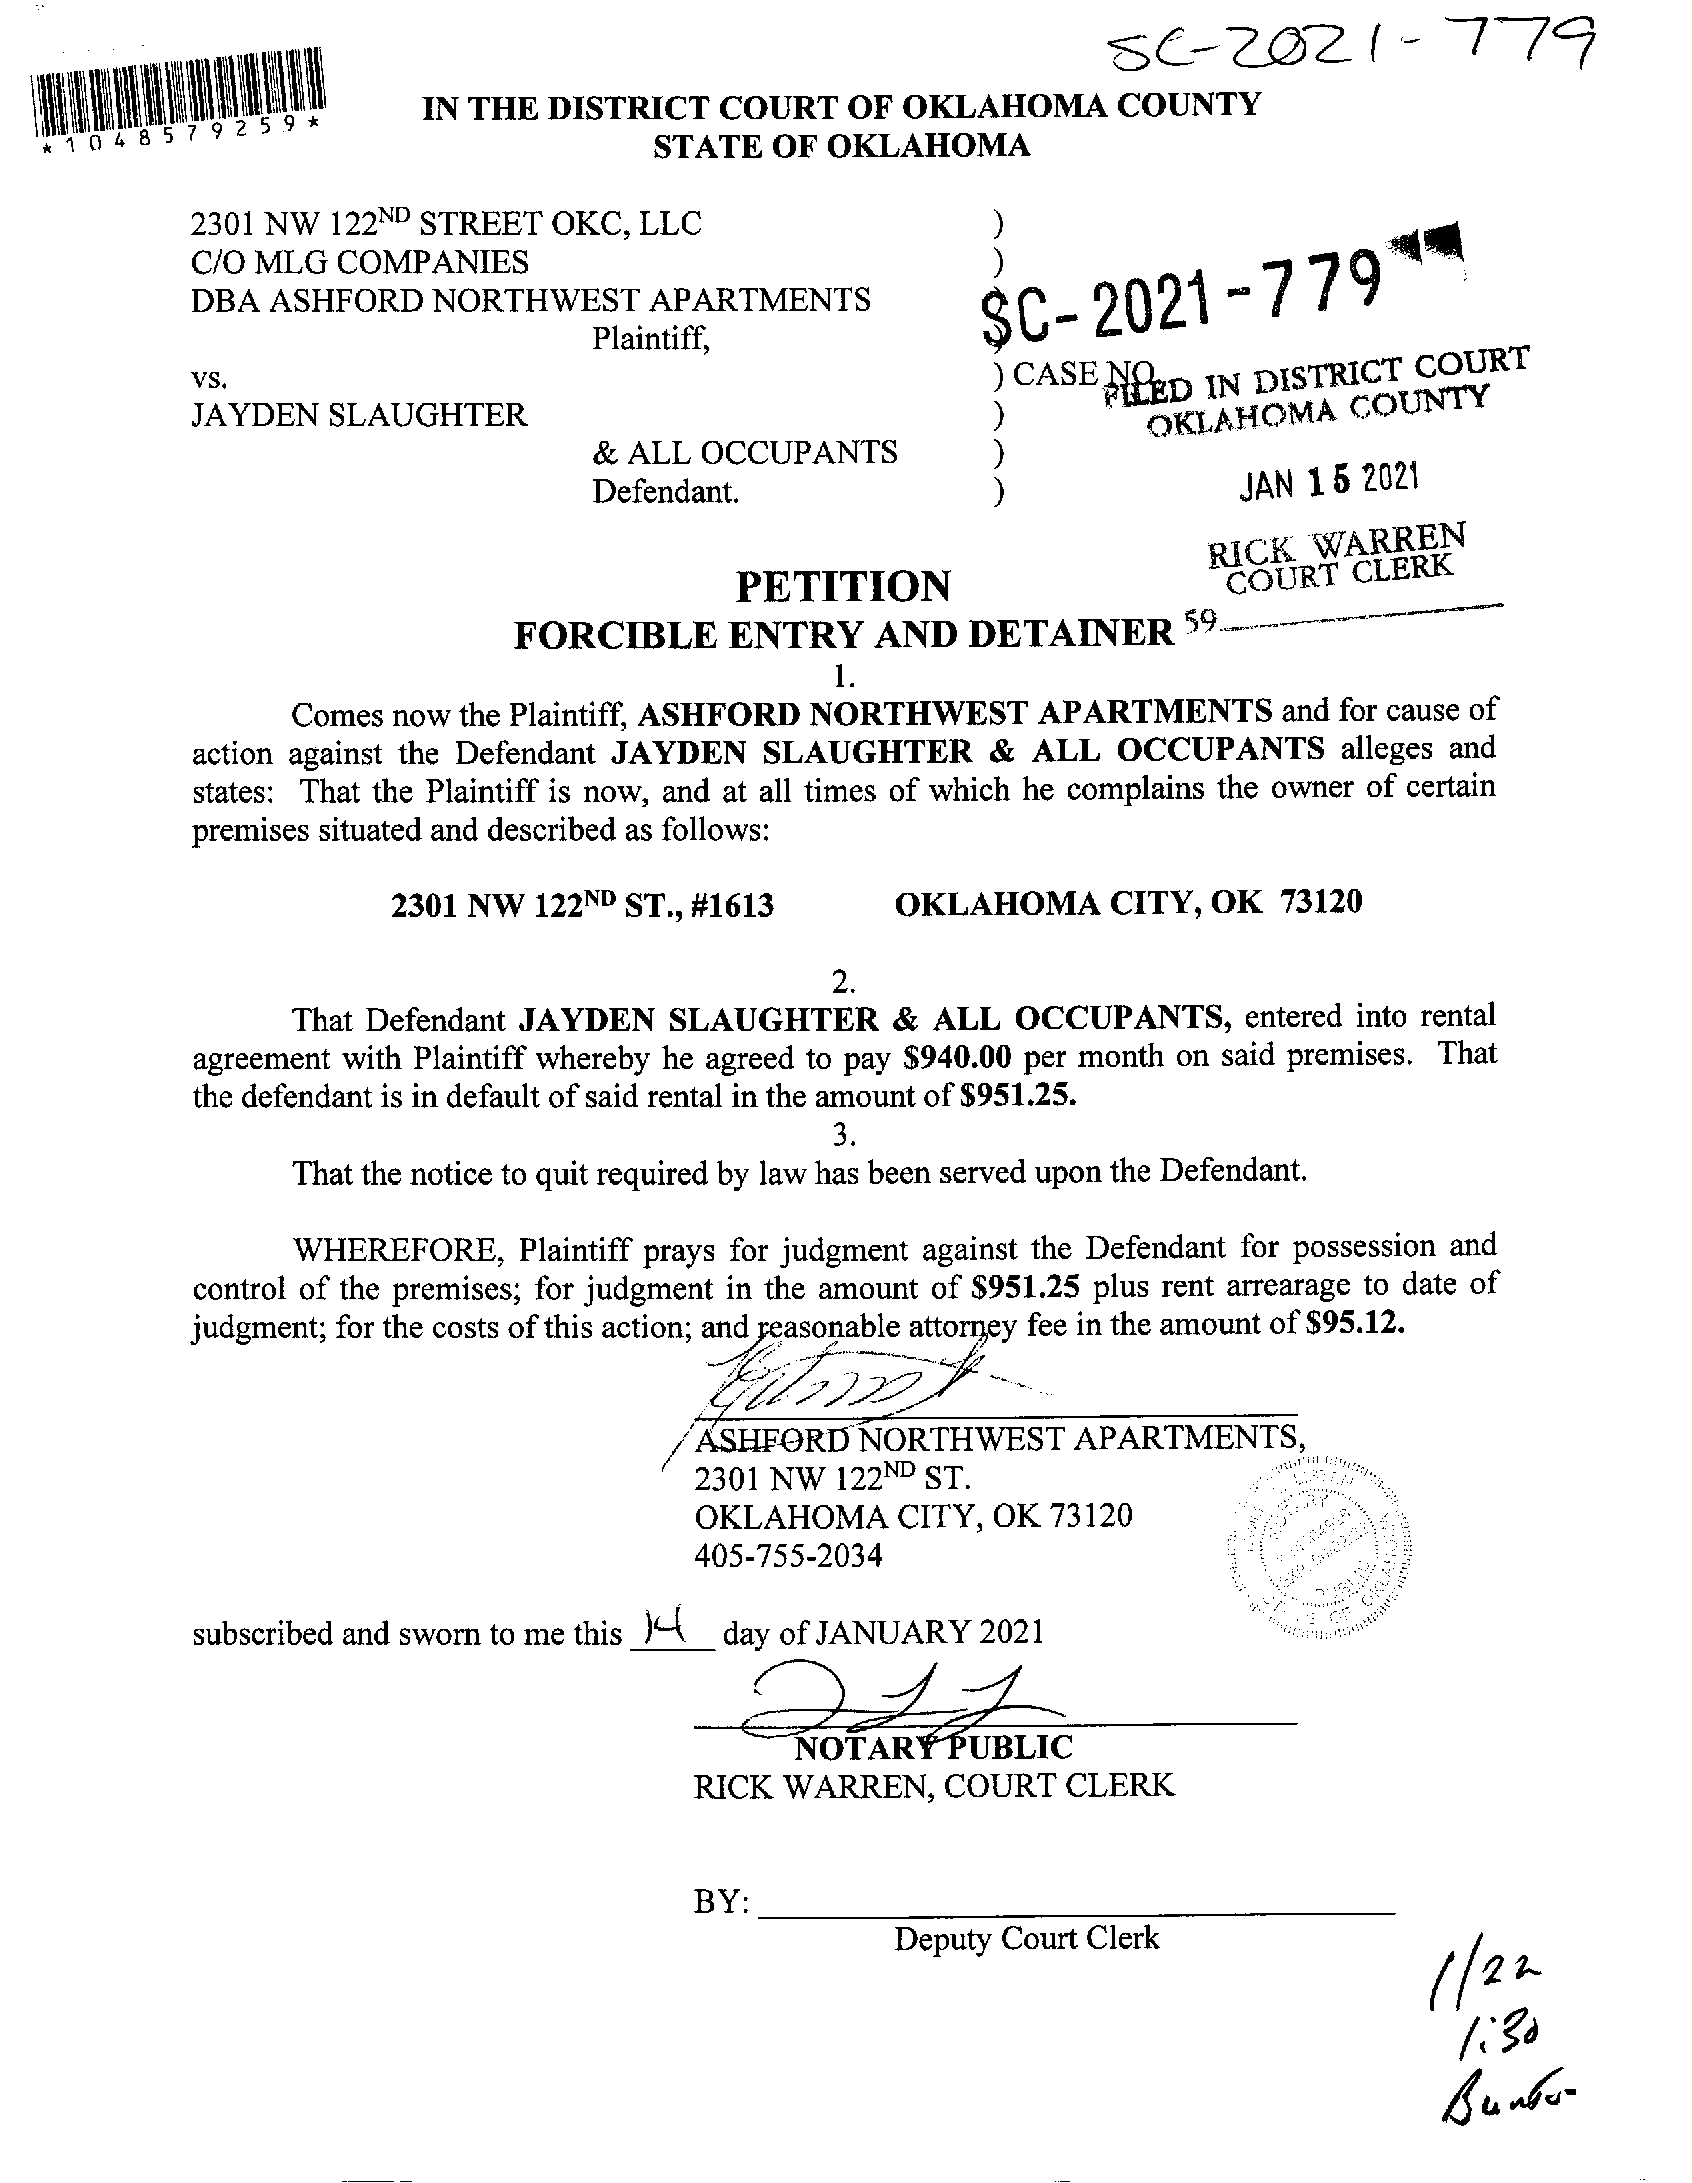 SC-2021-779
*1048579259*
IN THE DISTRICT COURT OF OKLAHOMA COUNTY
STATE OF OKLAHOMA
2301 NW 122ND STREET OKC, LLC )
C/O MLG COMPANIES )
DBA ASHFORD NORTHWEST APARTMENTS )
SC-2021-779
Plaintiff, )
vs. ) CASE NO.
FILED IN DISTRICT COURT
OKLAHOMA COUNTY
JAYDEN SLAUGHTER )
& ALL OCCUPANTS )
Defendant. )
JAN 15 2021
RICK WARREN
COURT CLERK
59
PETITION
FORCIBLE ENTRY AND DETAINER
1.
Comes now the Plaintiff, ASHFORD NORTHWEST APARTMENTS and for cause of
action against the Defendant JAYDEN SLAUGHTER & ALL OCCUPANTS alleges and
states: That the Plaintiff is now, and at all times of which he complains the owner of certain
premises situated and described as follows:
2301 NW 122ND ST., #1613 OKLAHOMA CITY, OK 73120
2.
That Defendant JAYDEN SLAUGHTER & ALL OCCUPANTS, entered into rental
agreement with Plaintiff whereby he agreed to pay $940.00 per month on said premises. That
the defendant is in default of said rental in the amount of $951.25.
3.
That the notice to quit required by law has been served upon the Defendant.
WHEREFORE, Plaintiff prays for judgment against the Defendant for possession and
control of the premises; for judgment in the amount of $951.25 plus rent arrearage to date of
judgment; for the costs of this action; and reasonable attorney fee in the amount of $95.12.
ASHFORD NORTHWEST APARTMENTS,
2301 NW 122ND ST.
OKLAHOMA CITY, OK 73120
405-755-2034
subscribed and sworn to me this 14 day of JANUARY 2021
NOTARY PUBLIC
RICK WARREN, COURT CLERK
BY:
Deputy Court Clerk
1/22
1:30